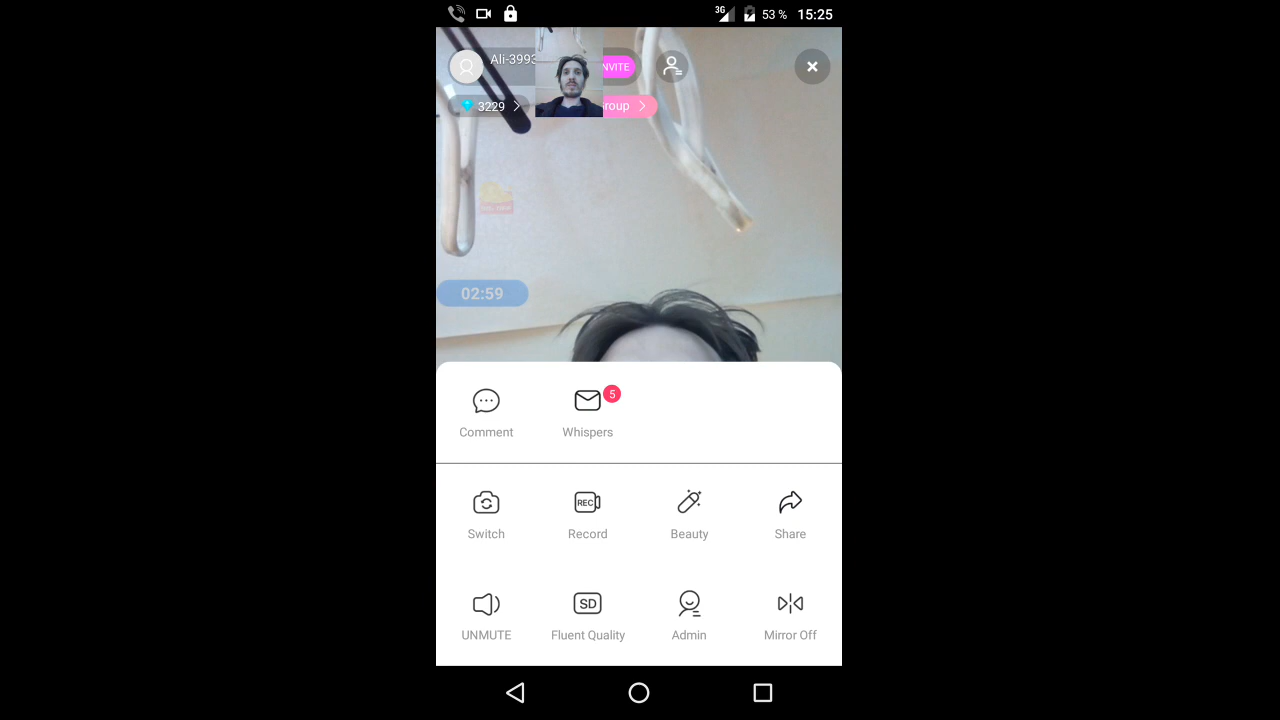 3G 53 % 15:25
Ali-3993
NVITE
3229
roup
02:59
5
Comment
Whispers
REC
Switch
Record
Beauty
Share
SD
UNMUTE
Fluent Quality
Admin
Mirror Off